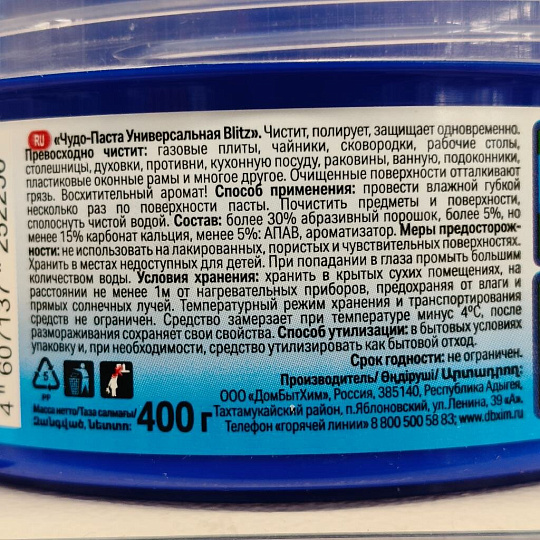 RU «Чудо-Паста Универсальная Blitz». Чистит, полирует, защищает одновременно.
Превосходно чистит: газовые плиты, чайники, сковородки, рабочие столы,
столешницы, духовки, противни, кухонную посуду, раковины, ванную, подоконники,
пластиковые оконные рамы и многое другое. Очищенные поверхности отталкивают
грязь. Восхитительный аромат! Способ применения: провести влажной губкой
несколько раз по поверхности пасты. Почистить предметы и поверхности,
сполоснуть чистой водой. Состав: более 30% абразивный порошок, более 5%, но
менее 15% карбонат кальция, менее 5%: АПАВ, ароматизатор. Меры предосторож-
ности: не использовать на лакированных, пористых и чувствительных поверхностях.
Хранить в местах недоступных для детей. При попадании в глаза промыть большим
количеством воды. Условия хранения: хранить в крытых сухих помещениях, на
расстоянии не менее 1м от нагревательных приборов, предохраняя от влаги и
прямых солнечных лучей. Температурный режим хранения и транспортирования
средств не ограничен. Средство замерзает при температуре минус 4°С, после
размораживания сохраняет свои свойства. Способ утилизации: в бытовых условиях
упаковку и, при необходимости, средство утилизировать как бытовой отход.
Срок годности: не ограничен.
Производитель/ Өндіруші/ Արտադրող:
ООО «ДомБытХим», Россия, 385140, Республика Адыгея,
Тахтамукайский район, п.Яблоновский, ул.Ленина, 39 «А».
Телефон «горячей линии» 8 800 500 58 83; www.dbxim.ru
5
PP
Масса нетто/Таза салмағы/
Զանգված, նետտո:
400 г
4 607137 252256